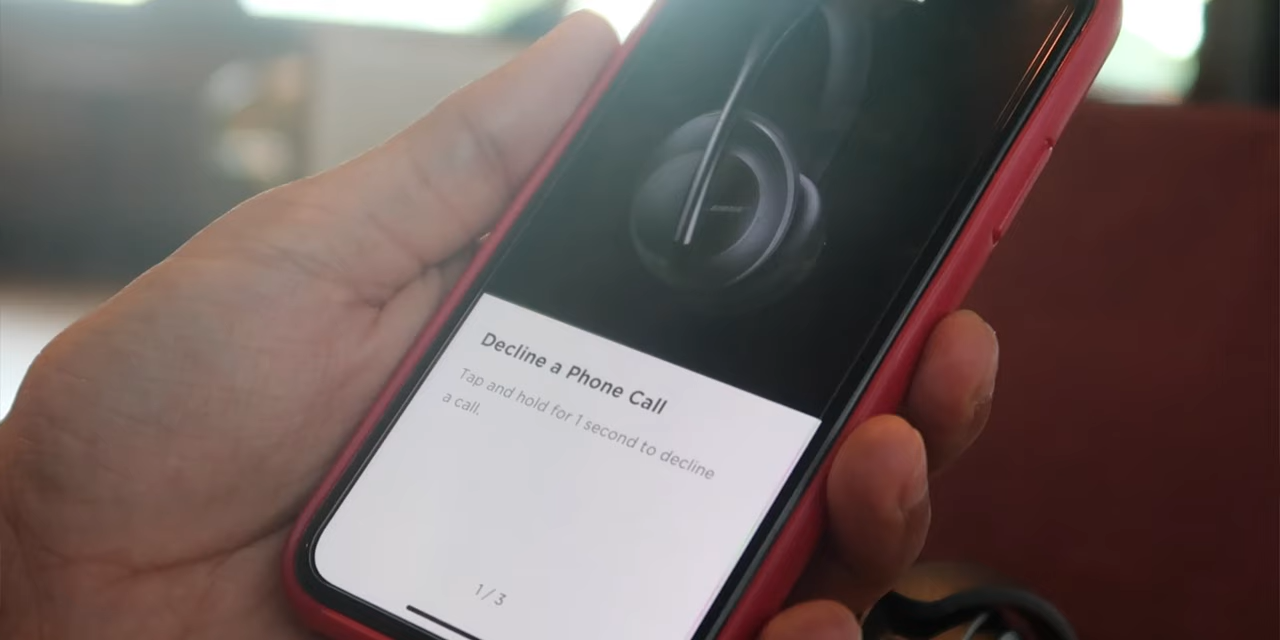 Decline a Phone Call
Tap and hold for 1 second to decline
a call.
1 / 3